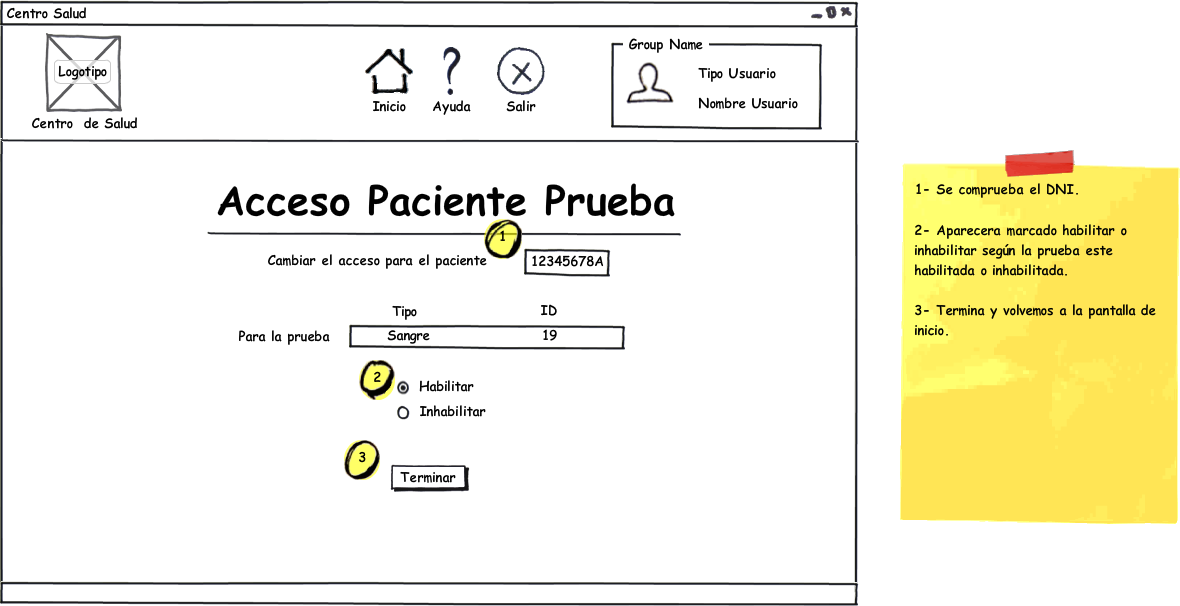 Centro Salud
Logotipo
Centro de Salud
Inicio
Ayuda
Salir
Group Name
Tipo Usuario
Nombre Usuario
Acceso Paciente Prueba
1
Cambiar el acceso para el paciente
12345678A
Tipo
ID
Para la prueba
Sangre
19
2
Habilitar
Inhabilitar
3
Terminar
1- Se comprueba el DNI.
2- Aparecera marcado habilitar o
inhabilitar según la prueba este
habilitada o inhabilitada.
3- Termina y volvemos a la pantalla de
inicio.